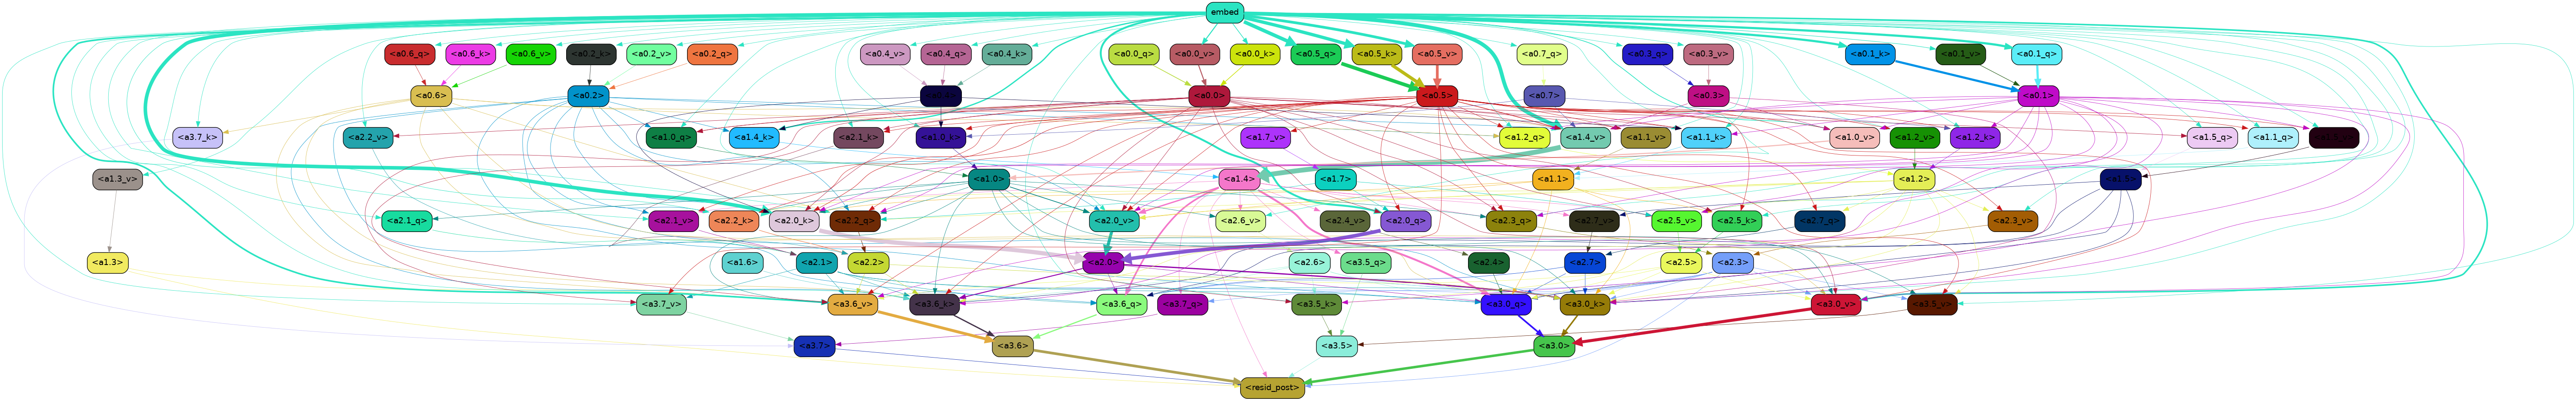 embed
<a0.6_q> <a0.6_k> <a0.6_v> <a0.2_k> <a0.2_v> <a0.2_q> <a0.4_v> <a0.4_q> <a0.4_k> <a0.0_q> <a0.0_v> <a0.0_k> <a0.5_q> <a0.5_k> <a0.5_v> <a0.7_q> <a0.3_q> <a0.3_v> <a0.1_k> <a0.1_v> <a0.1_q>
<a0.6> <a0.2> <a0.0> <a0.5> <a0.7> <a0.3> <a0.1>
<a3.7_k> <a2.2_v> <a1.0_q> <a1.4_k> <a2.1_k> <a1.0_k> <a1.7_v> <a1.2_q> <a1.4_v> <a1.1_v> <a1.1_k> <a1.0_v> <a1.2_v> <a1.2_k> <a1.5_q> <a1.1_q>
<a1.3_v> <a1.0> <a1.4> <a1.7> <a1.1> <a1.2> <a1.5>
<a2.1_q> <a2.1_v> <a2.2_k> <a2.0_k> <a2.2_q> <a2.0_v> <a2.6_v> <a2.4_v> <a2.0_q> <a2.3_q> <a2.7_v> <a2.5_v> <a2.5_k> <a2.7_q> <a2.3_v>
<a1.3> <a1.6> <a2.1> <a2.2> <a2.0> <a2.6> <a3.5_q> <a2.4> <a2.7> <a2.5> <a2.3>
<a3.7_v> <a3.6_v> <a3.6_k> <a3.6_q> <a3.7_q> <a3.5_k> <a3.0_q> <a3.0_k> <a3.0_v> <a3.5_v>
<a3.7> <a3.6> <a3.5> <a3.0>
<resid_post>